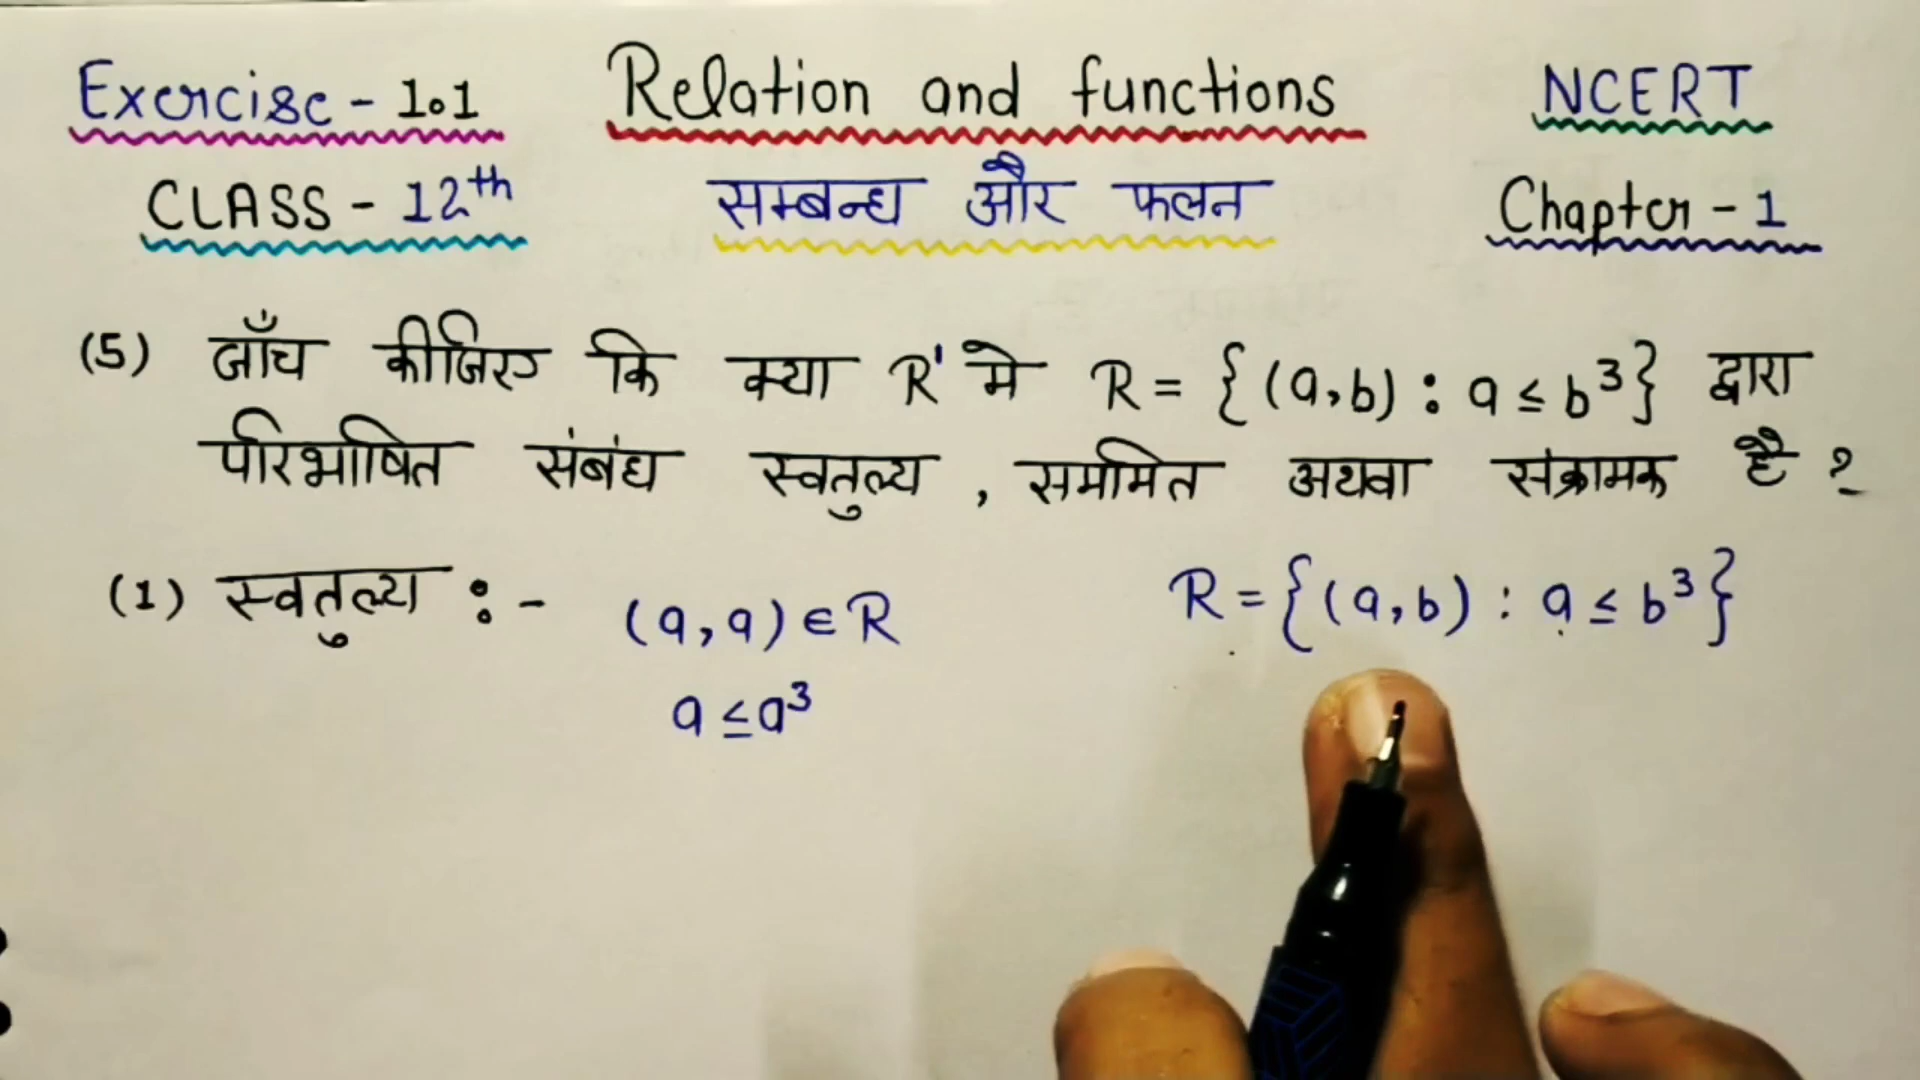 Exercise - 1.1 Relation and functions NCERT
CLASS - 12th सम्बन्ध और फलन Chapter - 1
(5) जाँच कीजिए कि क्या R' मे R = {(a,b) : a ≤ b³} द्वारा
परिभाषित संबंध स्वतुल्य , सममित अथवा संक्रामक है ?
(1) स्वतुल्य :- (a,a) ∈ R R = {(a,b) : a ≤ b³}
a ≤ a³